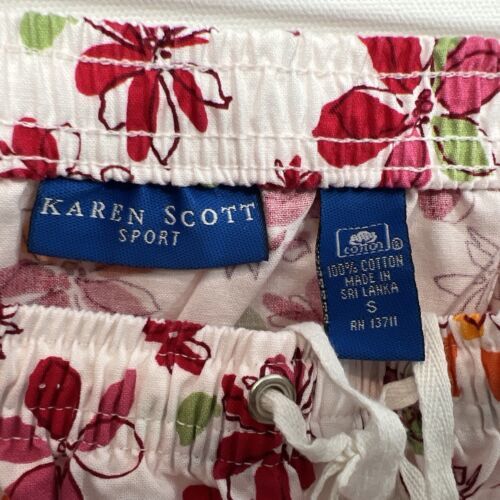 KAREN SCOTT
SPORT
cotton ®
100% COTTON
MADE IN
SRI LANKA
S
RN 13711